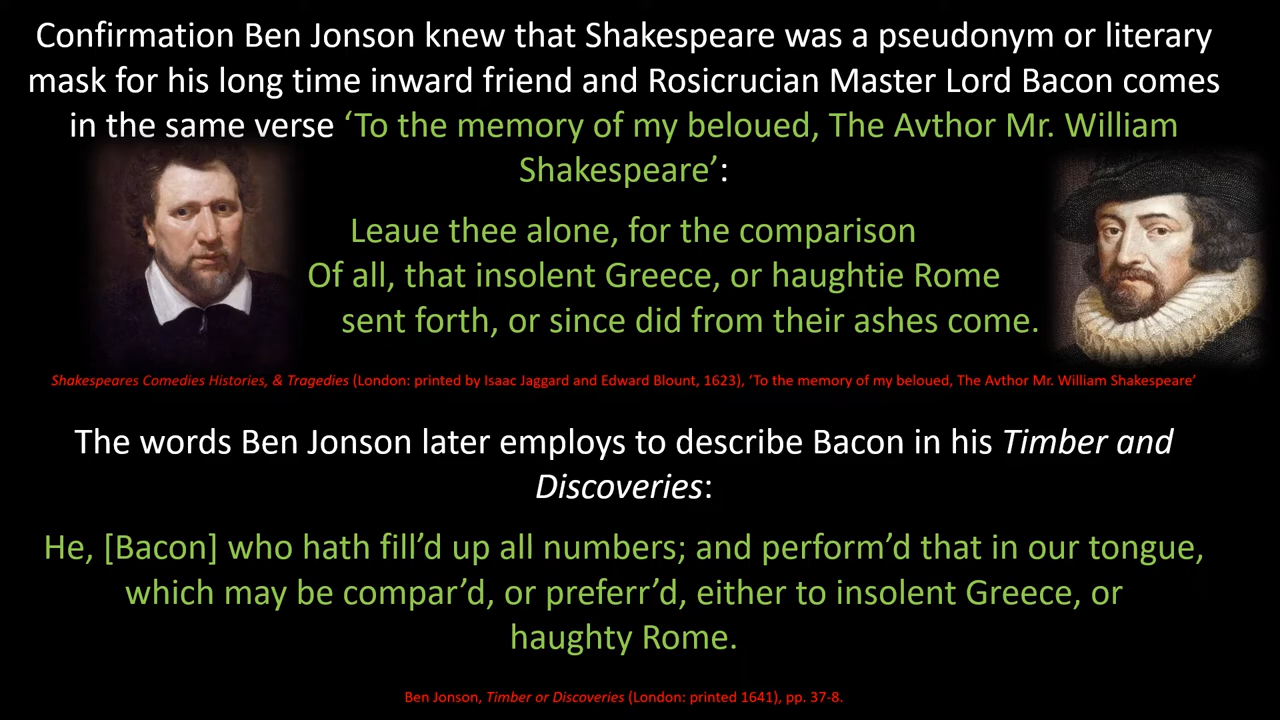 Confirmation Ben Jonson knew that Shakespeare was a pseudonym or literary
mask for his long time inward friend and Rosicrucian Master Lord Bacon comes
in the same verse ‘To the memory of my beloued, The Avthor Mr. William
Shakespeare’:
Leaue thee alone, for the comparison
Of all, that insolent Greece, or haughtie Rome
sent forth, or since did from their ashes come.
Shakespeares Comedies Histories, & Tragedies (London: printed by Isaac Jaggard and Edward Blount, 1623), ‘To the memory of my beloued, The Avthor Mr. William Shakespeare’
The words Ben Jonson later employs to describe Bacon in his Timber and
Discoveries:
He, [Bacon] who hath fill’d up all numbers; and perform’d that in our tongue,
which may be compar’d, or preferr’d, either to insolent Greece, or
haughty Rome.
Ben Jonson, Timber or Discoveries (London: printed 1641), pp. 37-8.